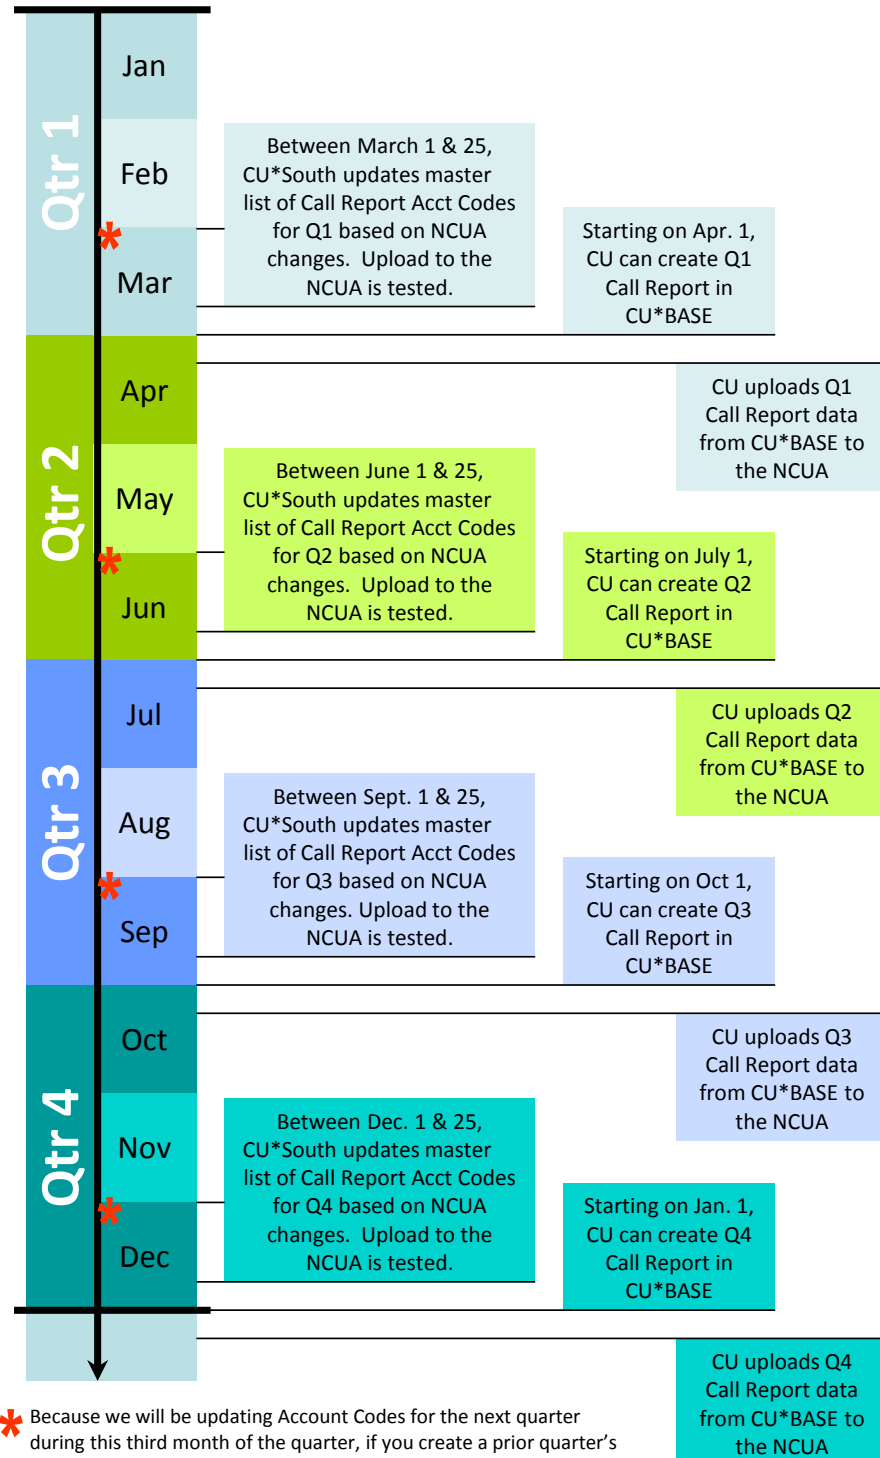 Qtr 1
Jan
Feb
Mar
Between March 1 & 25,
CU*South updates master
list of Call Report Acct Codes
for Q1 based on NCUA
changes.  Upload to the
NCUA is tested.
Starting on Apr. 1,
CU can create Q1
Call Report in
CU*BASE
Qtr 2
Apr
May
Jun
CU uploads Q1
Call Report data
from CU*BASE to
the NCUA
Between June 1 & 25,
CU*South updates master
list of Call Report Acct Codes
for Q2 based on NCUA
changes.  Upload to the
NCUA is tested.
Starting on July 1,
CU can create Q2
Call Report in
CU*BASE
Qtr 3
Jul
Aug
Sep
CU uploads Q2
Call Report data
from CU*BASE to
the NCUA
Between Sept. 1 & 25,
CU*South updates master
list of Call Report Acct Codes
for Q3 based on NCUA
changes. Upload to the
NCUA is tested.
Starting on Oct 1,
CU can create Q3
Call Report in
CU*BASE
Qtr 4
Oct
Nov
Dec
CU uploads Q3
Call Report data
from CU*BASE to
the NCUA
Between Dec. 1 & 25,
CU*South updates master
list of Call Report Acct Codes
for Q4 based on NCUA
changes.  Upload to the
NCUA is tested.
Starting on Jan. 1,
CU can create Q4
Call Report in
CU*BASE
CU uploads Q4
Call Report data
from CU*BASE to
the NCUA
* Because we will be updating Account Codes for the next quarter
during this third month of the quarter, if you create a prior quarter's